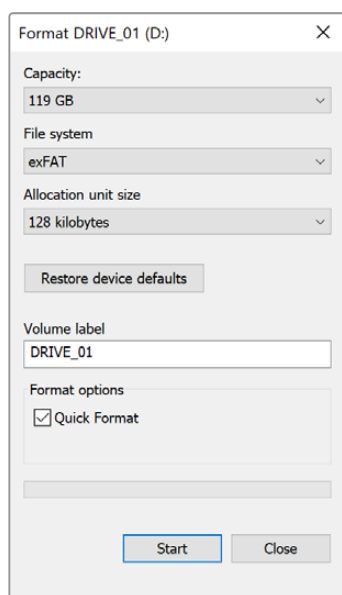 Format DRIVE_01 (D:)
Capacity:
119 GB
File system
exFAT
Allocation unit size
128 kilobytes
Restore device defaults
Volume label
DRIVE_01
Format options
Quick Format
Start Close